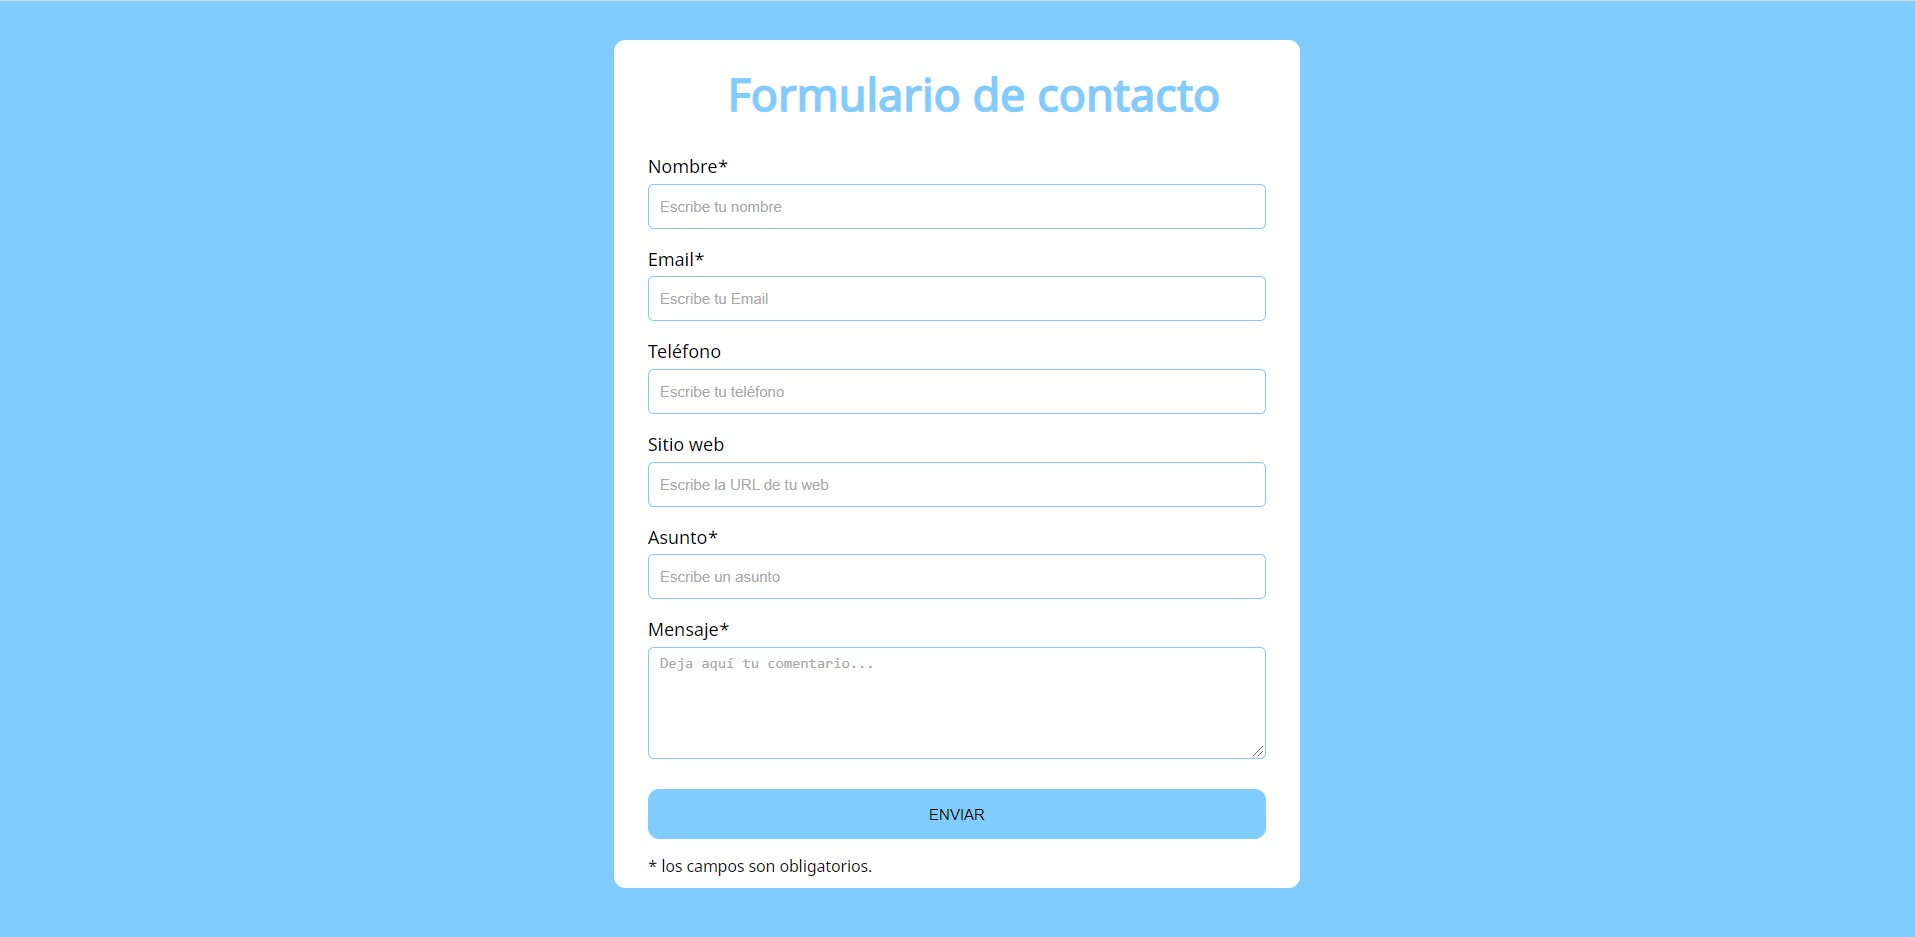 Formulario de contacto
Nombre*
Escribe tu nombre
Email*
Escribe tu Email
Teléfono
Escribe tu teléfono
Sitio web
Escribe la URL de tu web
Asunto*
Escribe un asunto
Mensaje*
Deja aquí tu comentario...
ENVIAR
* los campos son obligatorios.